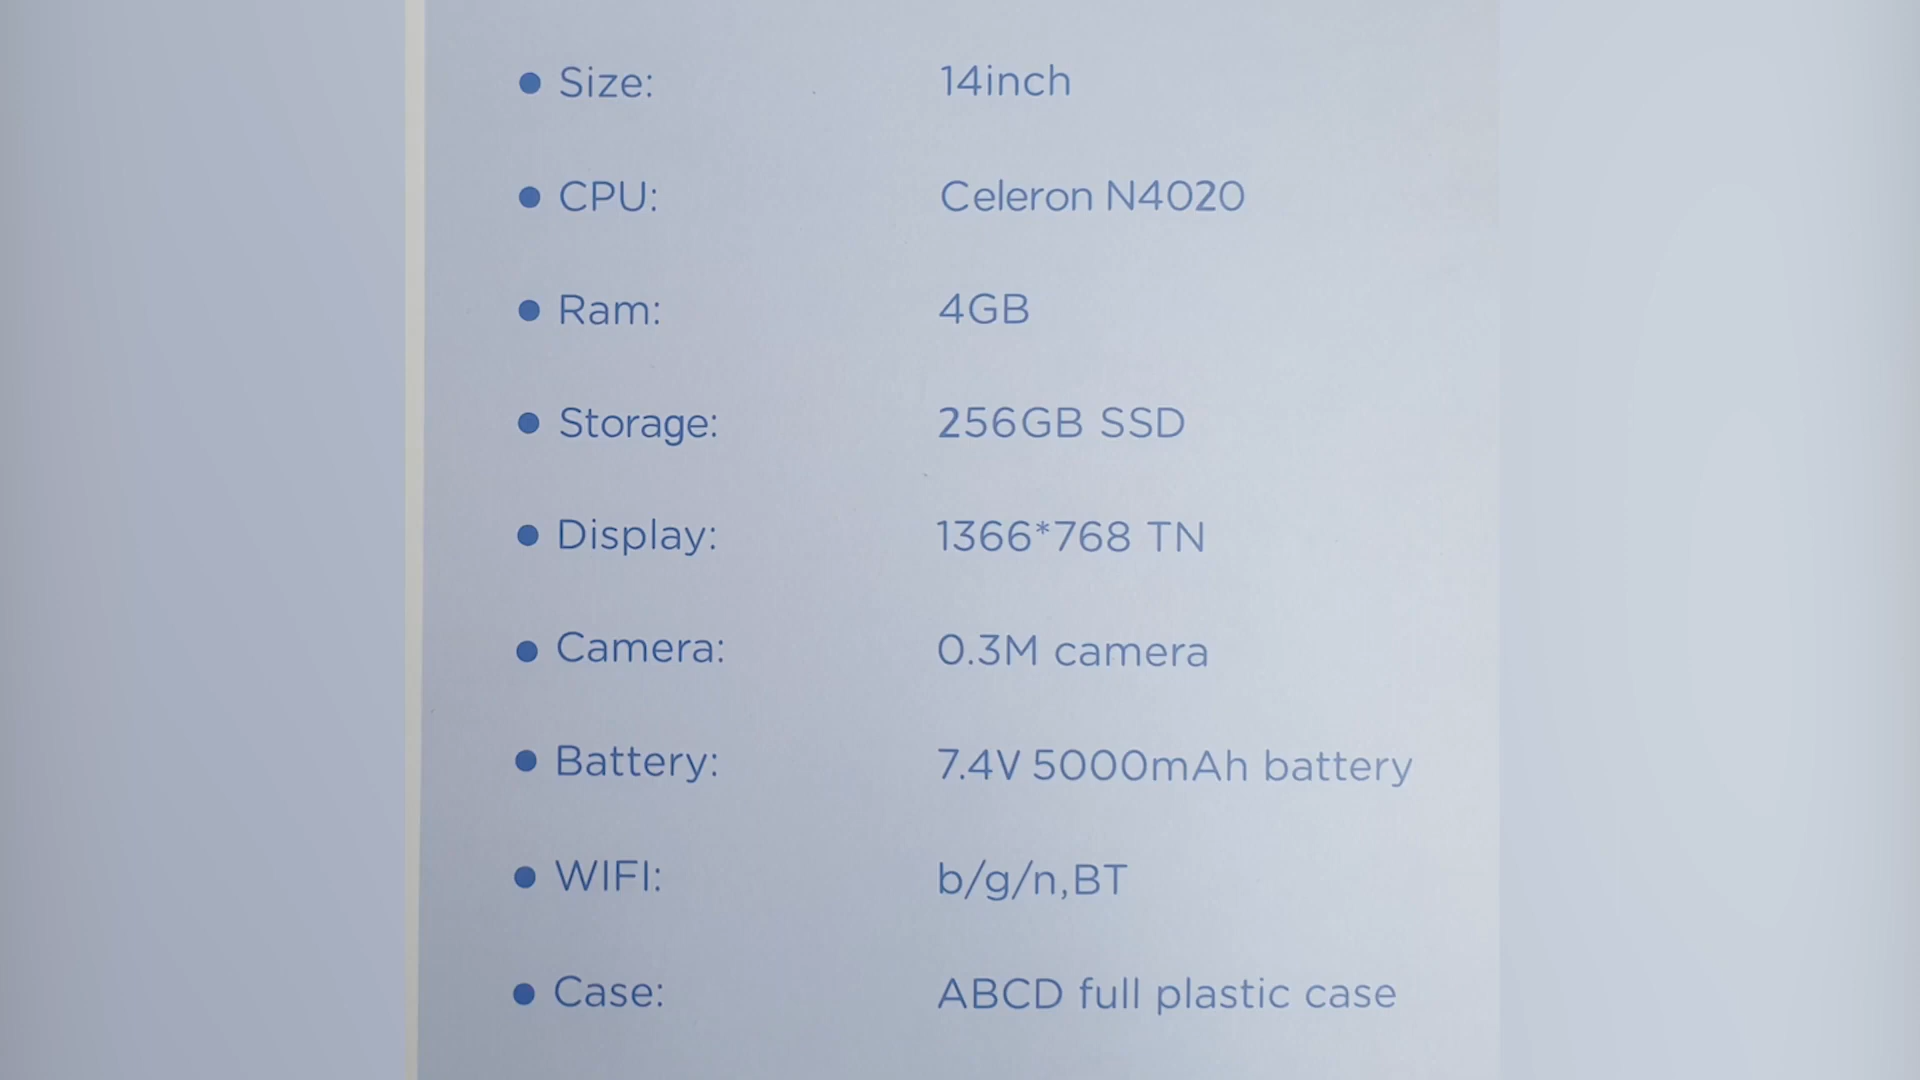 ● Size: 14inch
● CPU: Celeron N4020
● Ram: 4GB
● Storage: 256GB SSD
● Display: 1366*768 TN
● Camera: 0.3M camera
● Battery: 7.4V 5000mAh battery
● WIFI: b/g/n,BT
● Case: ABCD full plastic case